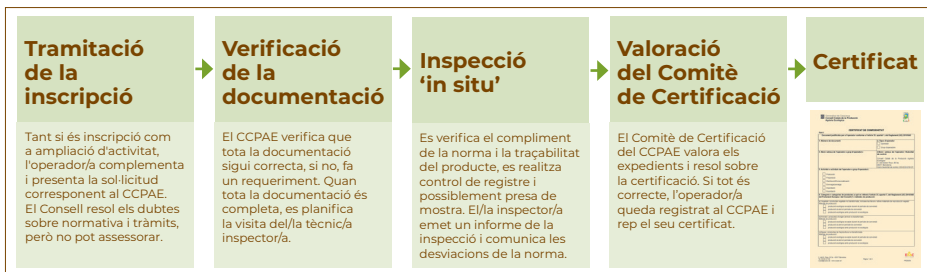 Tramitació
de la
inscripció
Tant si és inscripció com
a ampliació d'activitat,
l'operador/a complementa
i presenta la sol·licitud
corresponent al CCPAE.
El Consell resol els dubtes
sobre normativa i tràmits,
però no pot assessorar.
Verificació
de la
documentació
El CCPAE verifica que
tota la documentació
sigui correcta, si no, fa
un requeriment. Quan
tota la documentació és
completa, es planifica
la visita del/la tècnic/a
inspector/a.
Inspecció
‘in situ’
Es verifica el compliment
de la norma i la traçabilitat
del producte, es realitza
control de registre i
possiblement presa de
mostra. El/la inspector/a
emet un informe de la
inspecció i comunica les
desviacions de la norma.
Valoració
del Comitè
de Certificació
El Comitè de Certificació
del CCPAE valora els
expedients i resol sobre
la certificació. Si tot és
correcte, l’operador/a
queda registrat al CCPAE i
rep el seu certificat.
Certificat